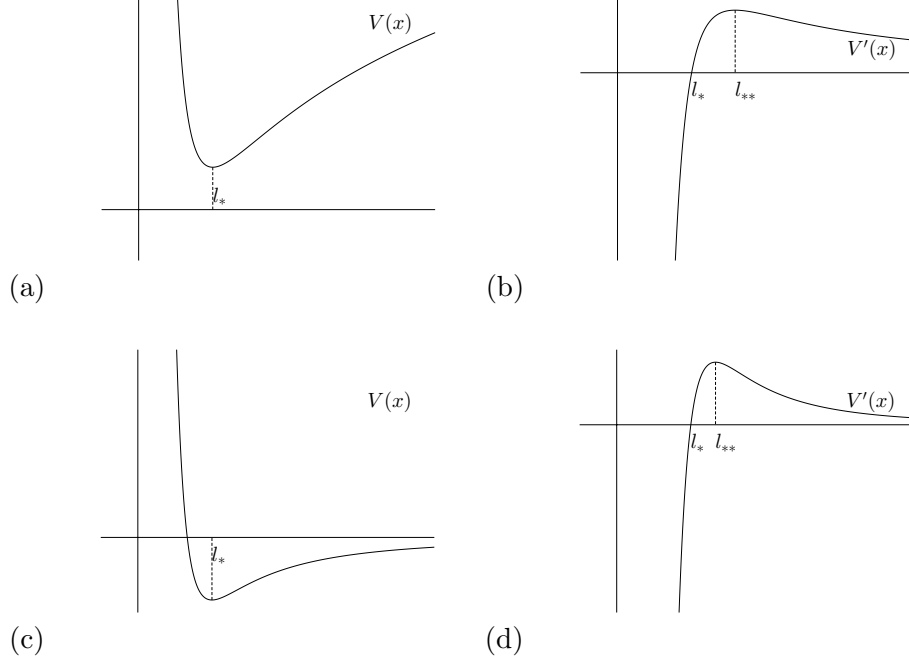 V(x)
l_*
(a)
V'(x)
l_* l_{**}
(b)
V(x)
l_*
(c)
V'(x)
l_* l_{**}
(d)